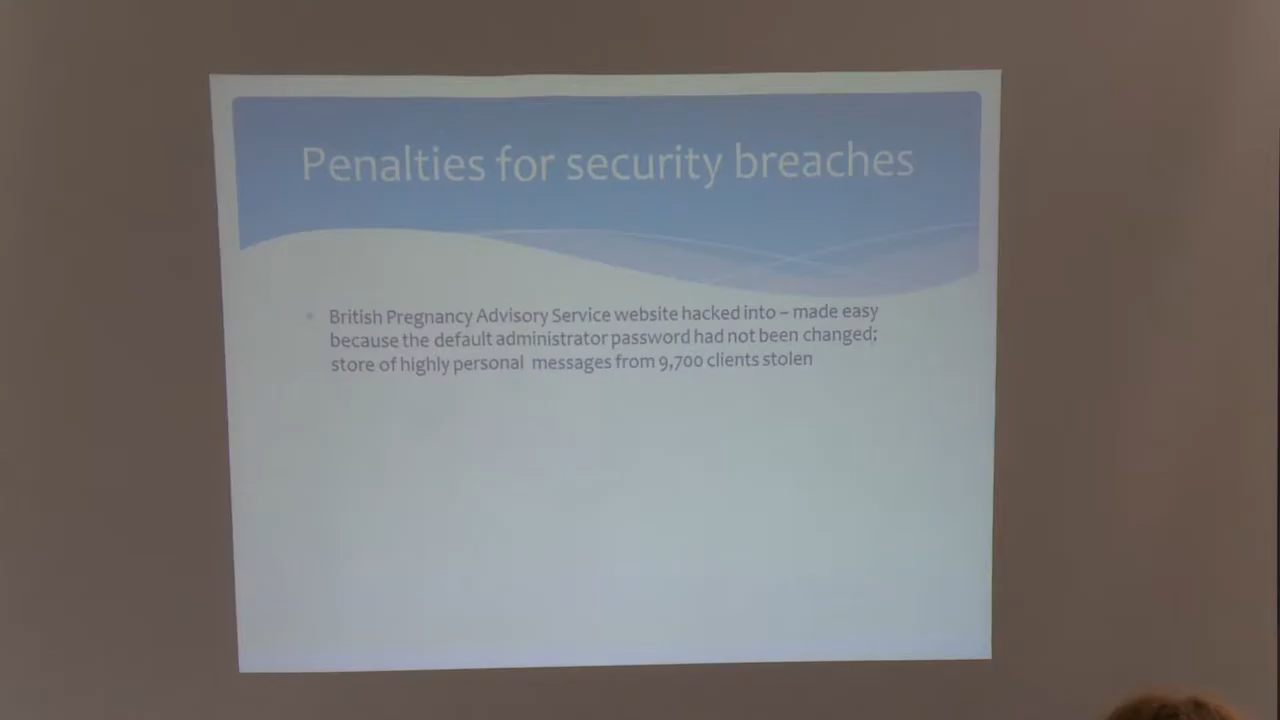 Penalties for security breaches
• British Pregnancy Advisory Service website hacked into – made easy
because the default administrator password had not been changed;
store of highly personal messages from 9,700 clients stolen